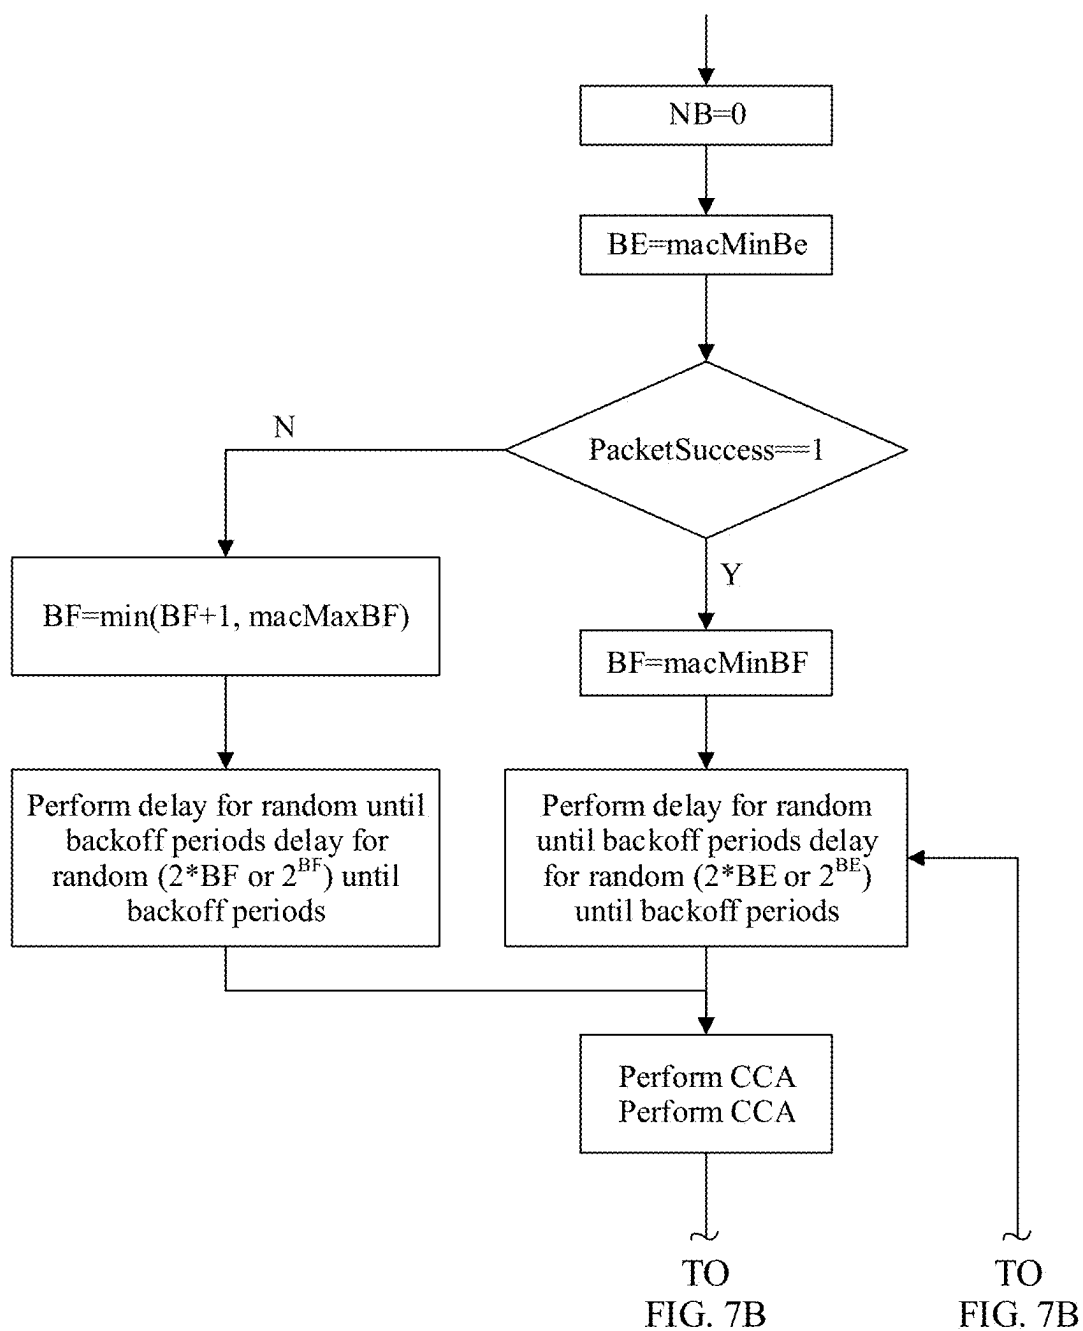 NB=0
BE=macMinBe
PacketSuccess==1
N
Y
BF=min(BF+1, macMaxBF)
BF=macMinBF
Perform delay for random until
backoff periods delay for
random (2*BF or 2^BF) until
backoff periods
Perform delay for random
until backoff periods delay
for random (2*BE or 2^BE)
until backoff periods
Perform CCA
Perform CCA
TO
FIG. 7B
TO
FIG. 7B